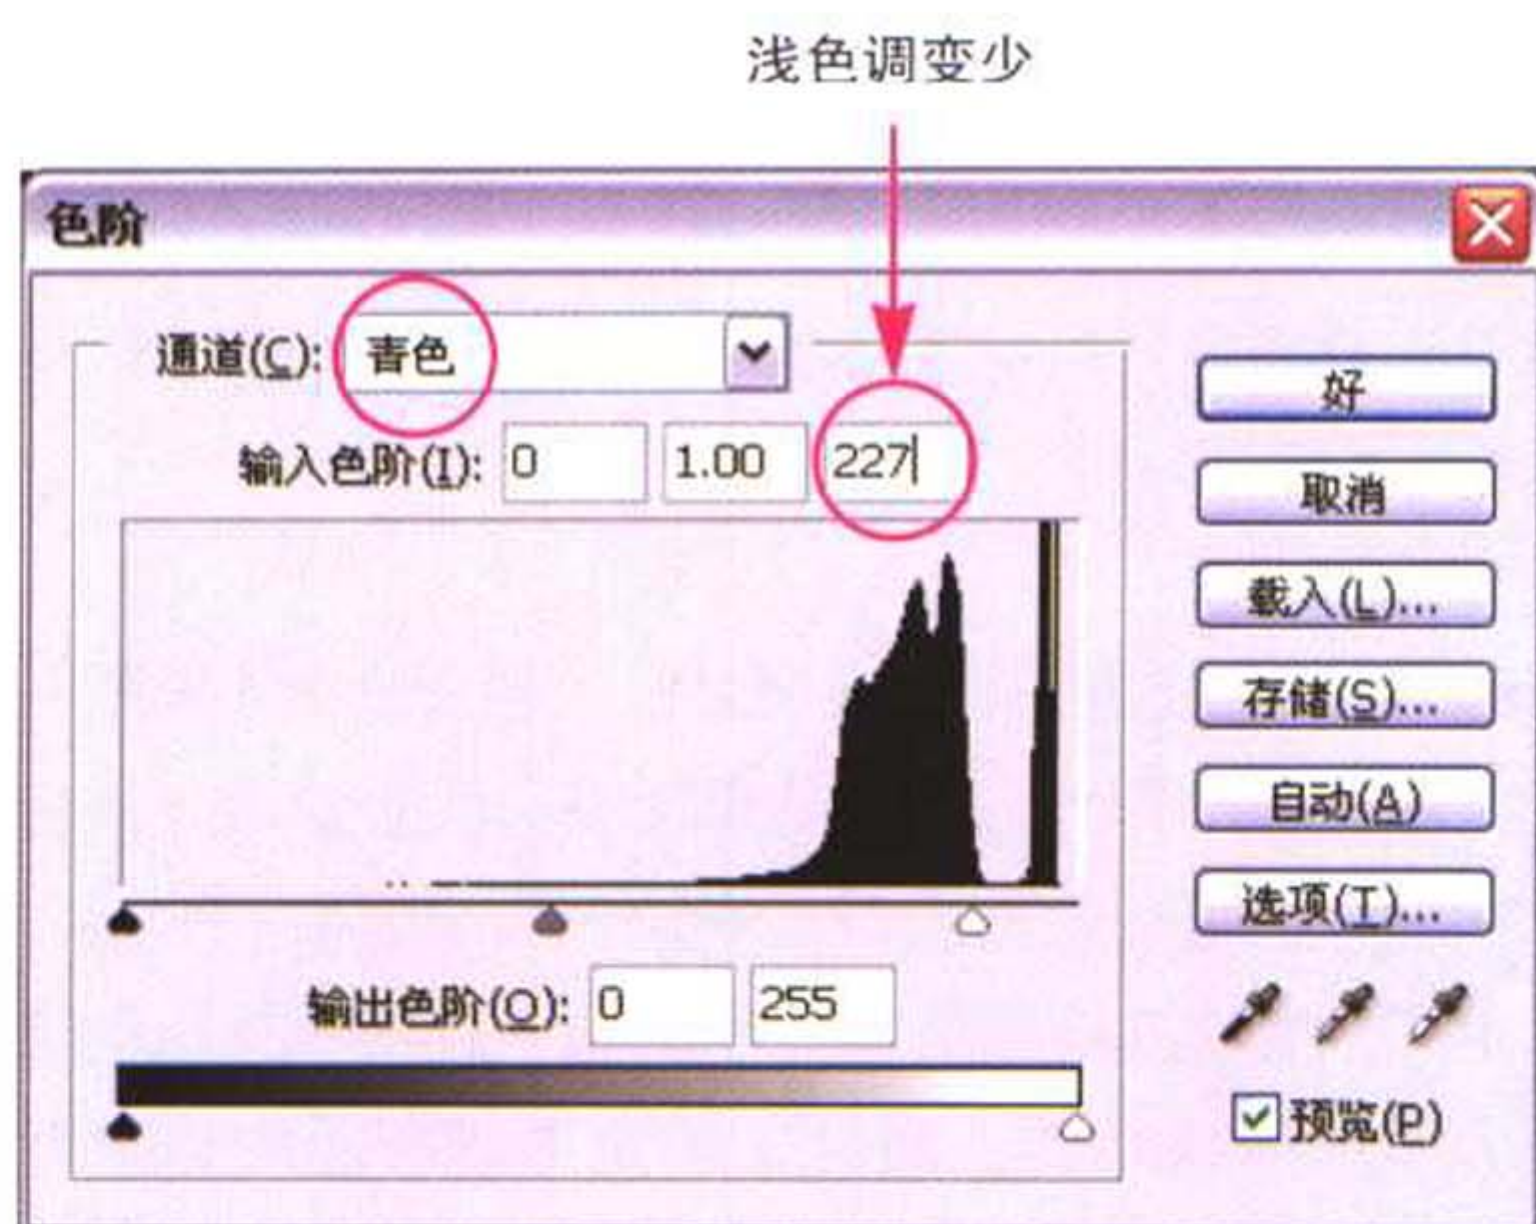 浅色调变少
色阶
通道(C): 青色
输入色阶(I): 0 1.00 227
输出色阶(O): 0 255
好
取消
载入(L)...
存储(S)...
自动(A)
选项(T)...
预览(P)